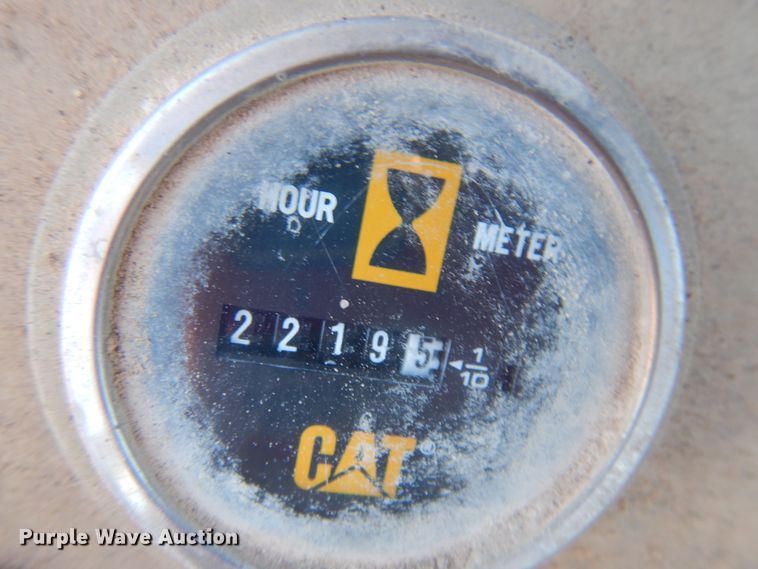 HOUR METER
22195 1/10
CAT
Purple Wave Auction